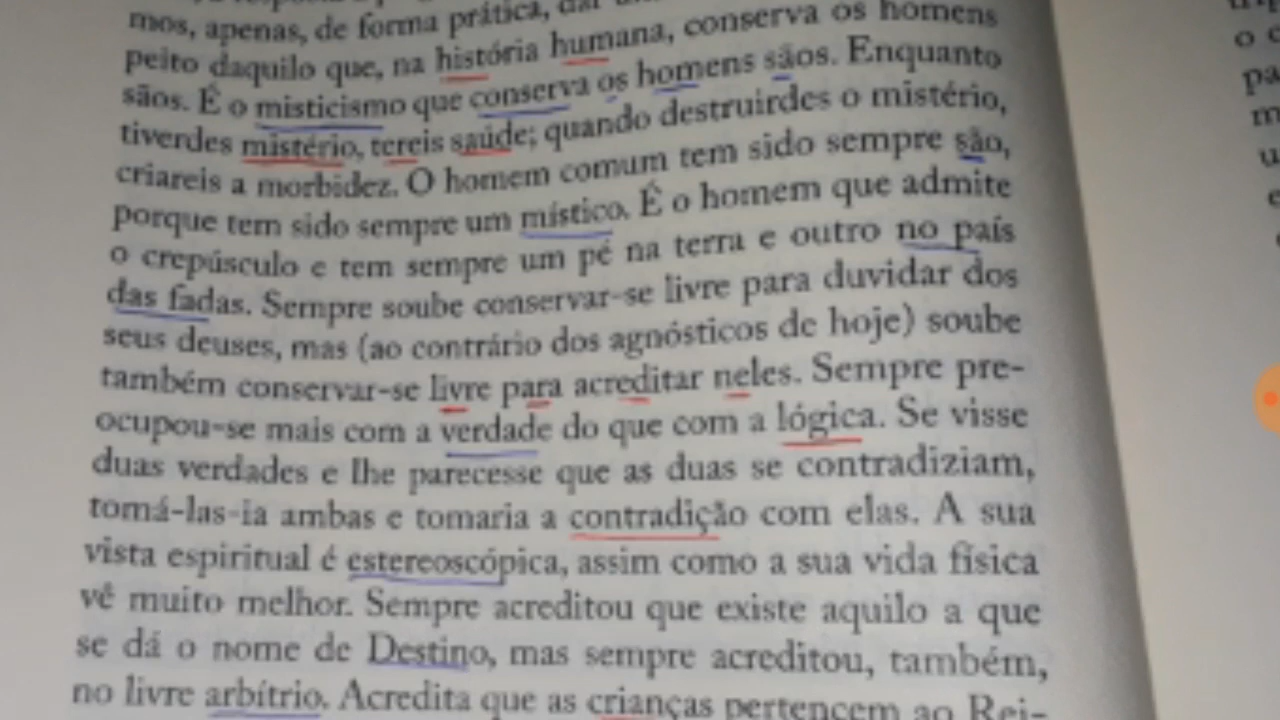 mos, apenas, de forma prática, dar
peito daquilo que, na história humana, conserva os homens
sãos. É o misticismo que conserva os homens sãos. Enquanto
tiverdes mistério, tereis saúde; quando destruirdes o mistério,
criareis a morbidez. O homem comum tem sido sempre são,
porque tem sido sempre um místico. É o homem que admite
o crepúsculo e tem sempre um pé na terra e outro no país
das fadas. Sempre soube conservar-se livre para duvidar dos
seus deuses, mas (ao contrário dos agnósticos de hoje) soube
também conservar-se livre para acreditar neles. Sempre pre-
ocupou-se mais com a verdade do que com a lógica. Se visse
duas verdades e lhe parecesse que as duas se contradiziam,
tomá-las-ia ambas e tomaria a contradição com elas. A sua
vista espiritual é estereoscópica, assim como a sua vida física
vê muito melhor. Sempre acreditou que existe aquilo a que
se dá o nome de Destino, mas sempre acreditou, também,
no livre arbítrio. Acredita que as crianças pertencem ao Rei-